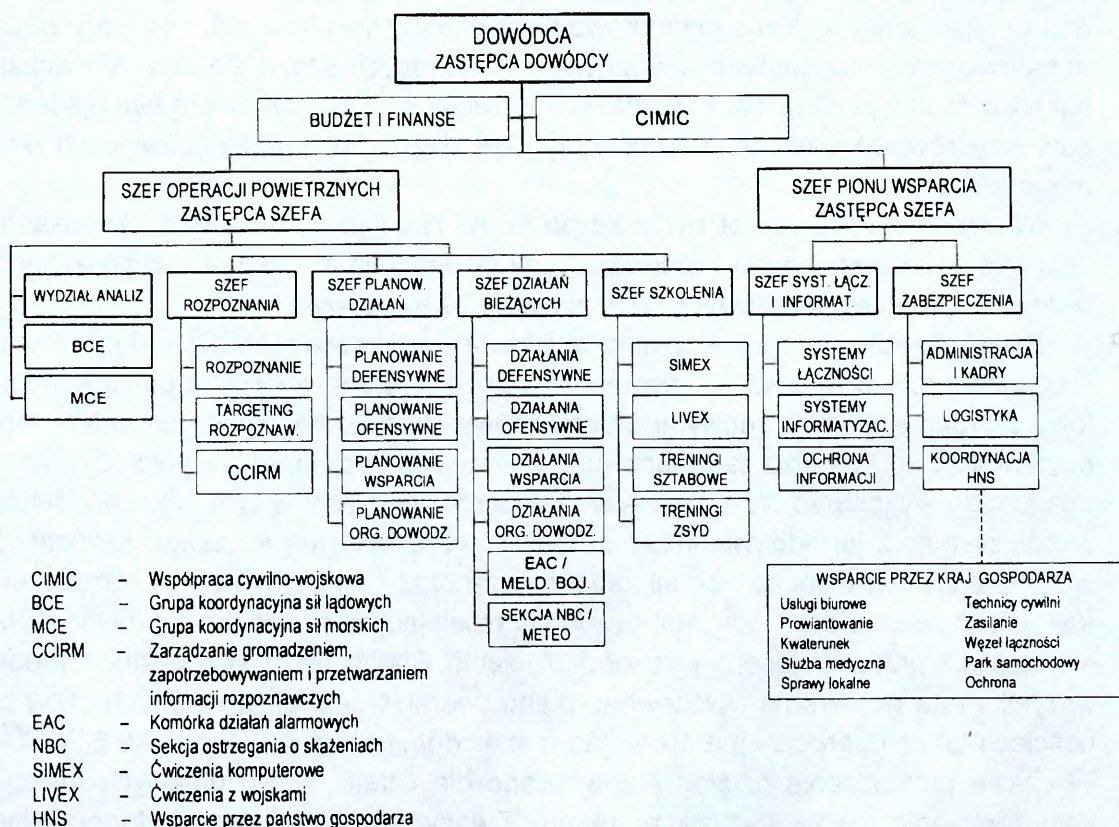 DOWÓDCA
ZASTĘPCA DOWÓDCY
BUDŻET I FINANSE
CIMIC
SZEF OPERACJI POWIETRZNYCH
ZASTĘPCA SZEFA
SZEF PIONU WSPARCIA
ZASTĘPCA SZEFA
WYDZIAŁ ANALIZ
BCE
MCE
SZEF
ROZPOZNANIA
ROZPOZNANIE
TARGETING
ROZPOZNAW.
CCIRM
SZEF PLANOW.
DZIAŁAŃ
PLANOWANIE
DEFENSYWNE
PLANOWANIE
OFENSYWNE
PLANOWANIE
WSPARCIA
PLANOWANIE
ORG. DOWODZ.
SZEF DZIAŁAŃ
BIEŻĄCYCH
DZIAŁANIA
DEFENSYWNE
DZIAŁANIA
OFENSYWNE
DZIAŁANIA
WSPARCIA
DZIAŁANIA
ORG. DOWODZ.
EAC /
MELD. BOJ.
SEKCJA NBC /
METEO
SZEF SZKOLENIA
SIMEX
LIVEX
TRENINGI
SZTABOWE
TRENINGI
ZSYD
SZEF SYST. ŁĄCZ.
I INFORMAT.
SYSTEMY
ŁĄCZNOŚCI
SYSTEMY
INFORMATYZAC.
OCHRONA
INFORMACJI
SZEF
ZABEZPIECZENIA
ADMINISTRACJA
I KADRY
LOGISTYKA
KOORDYNACJA
HNS
WSPARCIE PRZEZ KRAJ GOSPODARZA
Usługi biurowe
Prowiantowanie
Kwaterunek
Służba medyczna
Sprawy lokalne
Technicy cywilni
Zasilanie
Węzeł łączności
Park samochodowy
Ochrona
CIMIC – Współpraca cywilno-wojskowa
BCE – Grupa koordynacyjna sił lądowych
MCE – Grupa koordynacyjna sił morskich
CCIRM – Zarządzanie gromadzeniem,
zapotrzebowywaniem i przetwarzaniem
informacji rozpoznawczych
EAC – Komórka działań alarmowych
NBC – Sekcja ostrzegania o skażeniach
SIMEX – Ćwiczenia komputerowe
LIVEX – Ćwiczenia z wojskami
HNS – Wsparcie przez państwo gospodarza